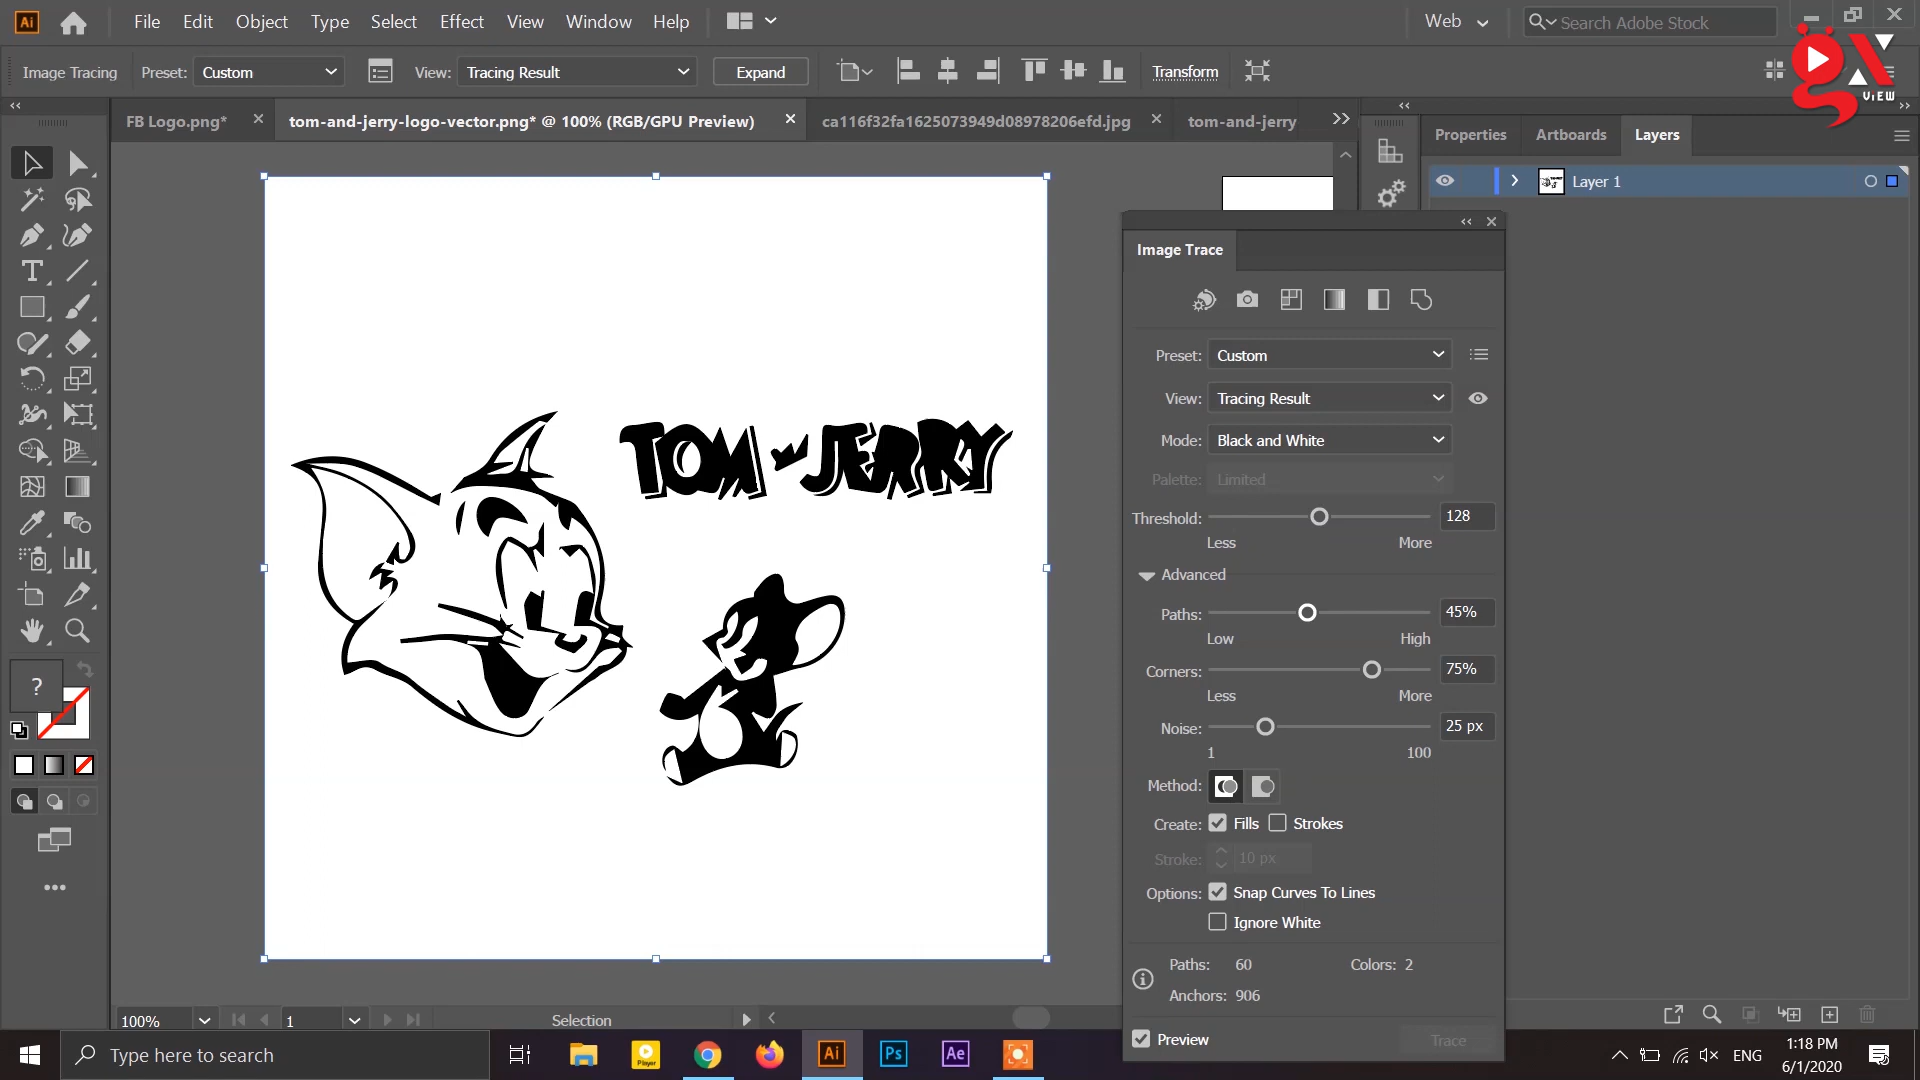 Ai File Edit Object Type Select Effect View Window Help Web Search Adobe Stock
Image Tracing Preset: Custom View: Tracing Result Expand Transform
VIEW
FB Logo.png* tom-and-jerry-logo-vector.png* @ 100% (RGB/GPU Preview) ca116f32fa1625073949d08978206efd.jpg tom-and-jerry
Properties Artboards Layers
Layer 1
Image Trace
Preset: Custom
View: Tracing Result
Mode: Black and White
Palette: Limited
Threshold: 128
Less More
Advanced
Paths: 45%
Low High
Corners: 75%
Less More
Noise: 25 px
1 100
Method:
Create: Fills Strokes
Stroke: 10 px
Options: Snap Curves To Lines
Ignore White
Paths: 60 Colors: 2
Anchors: 906
Preview Trace
TOM JERRY
?
100% 1 Selection
Type here to search
Player
Ai Ps Ae
ENG
1:18 PM
6/1/2020